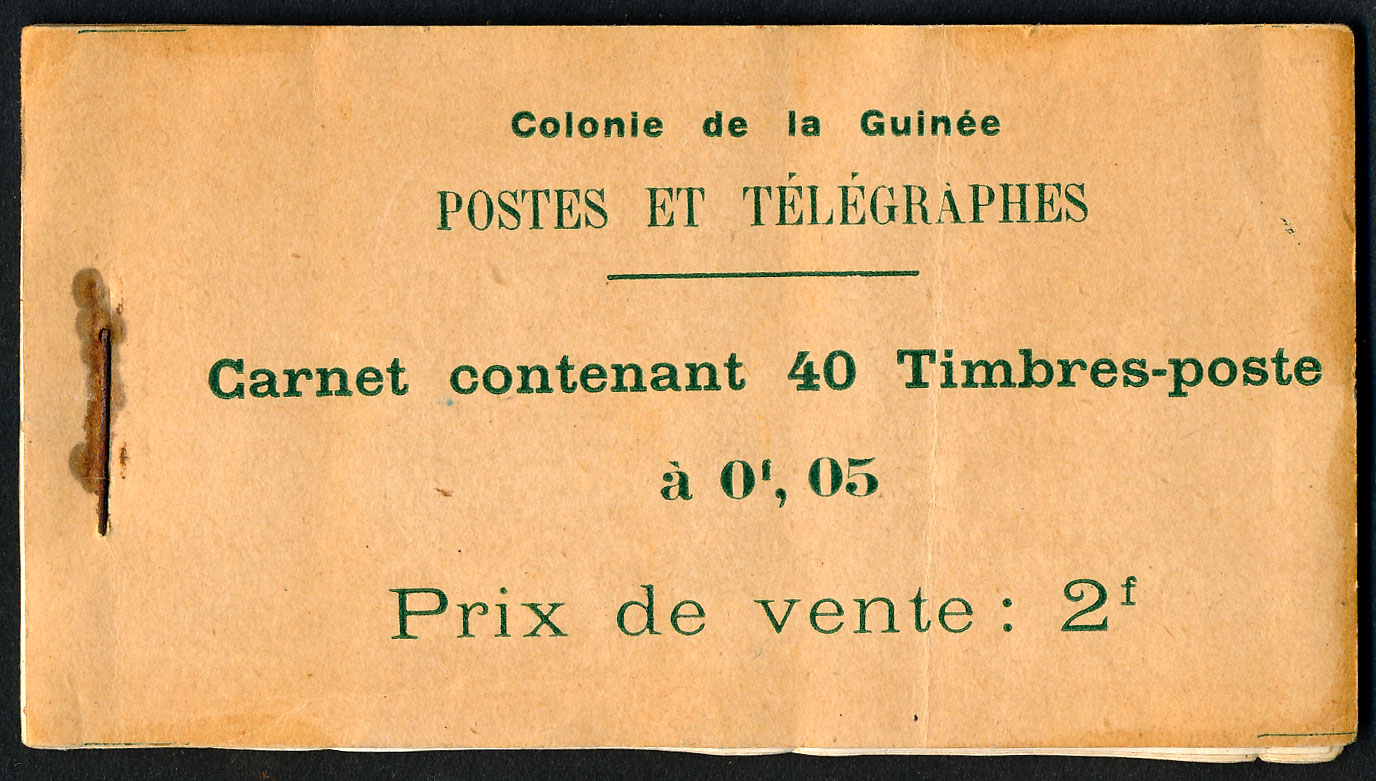 Colonie de la Guinée
POSTES ET TÉLÉGRAPHES
Carnet contenant 40 Timbres-poste
à 0ᶠ, 05
Prix de vente : 2ᶠ